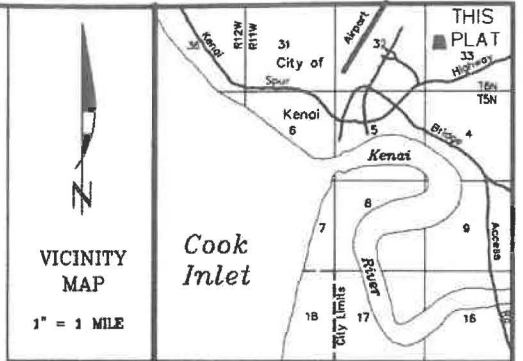 N
VICINITY
MAP
1" = 1 MILE
THIS
PLAT
36
Kenai
R12W
R11W
31
City of
Airport
32
33
Spur
Highway
T6N
T5N
Kenai
6
5
4
Bridge
Kenai
Cook
Inlet
7
8
9
Access
River
18
City Limits
17
16